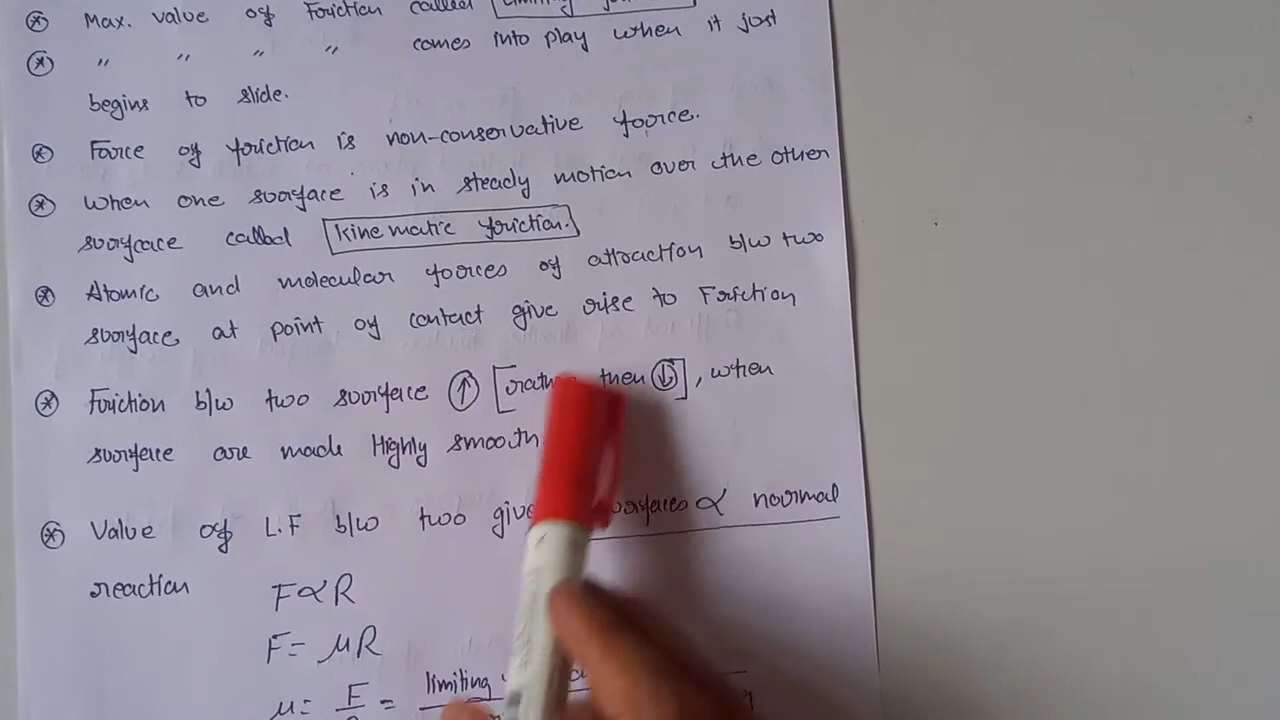 * Max. value of Friction called
* " " " " comes into play when it just
begins to slide.
* Force of friction is non-conservative force.
* When one surface is in steady motion over the other
surface called Kinematic friction.
* Atomic and molecular forces of attraction b/w two
surface at point of contact give rise to Friction
* Friction b/w two surface ↑ [rath then ↓], when
surface are made Highly smooth
* Value of L.F b/w two give surfaces ∝ normal
reaction F∝R
F= μR
μ= F =  limiting